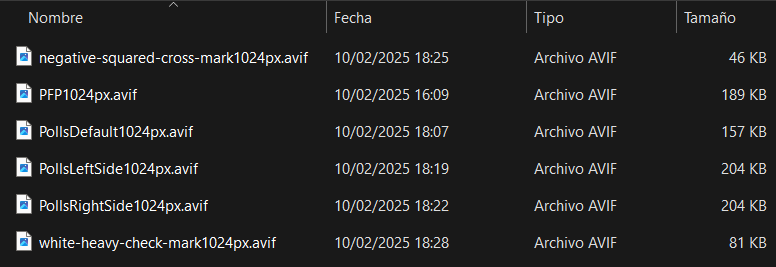 Nombre Fecha Tipo Tamaño
negative-squared-cross-mark1024px.avif 10/02/2025 18:25 Archivo AVIF 46 KB
PFP1024px.avif 10/02/2025 16:09 Archivo AVIF 189 KB
PollsDefault1024px.avif 10/02/2025 18:07 Archivo AVIF 157 KB
PollsLeftSide1024px.avif 10/02/2025 18:19 Archivo AVIF 204 KB
PollsRightSide1024px.avif 10/02/2025 18:22 Archivo AVIF 204 KB
white-heavy-check-mark1024px.avif 10/02/2025 18:28 Archivo AVIF 81 KB